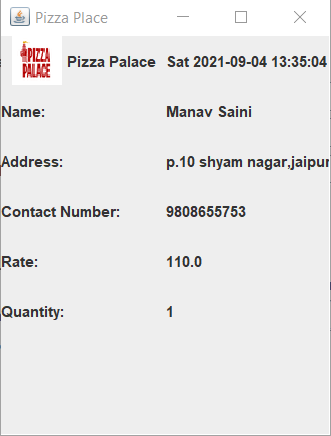 Pizza Place
PIZZA PALACE
Pizza Palace Sat 2021-09-04 13:35:04
Name: Manav Saini
Address: p.10 shyam nagar,jaipur
Contact Number: 9808655753
Rate: 110.0
Quantity: 1